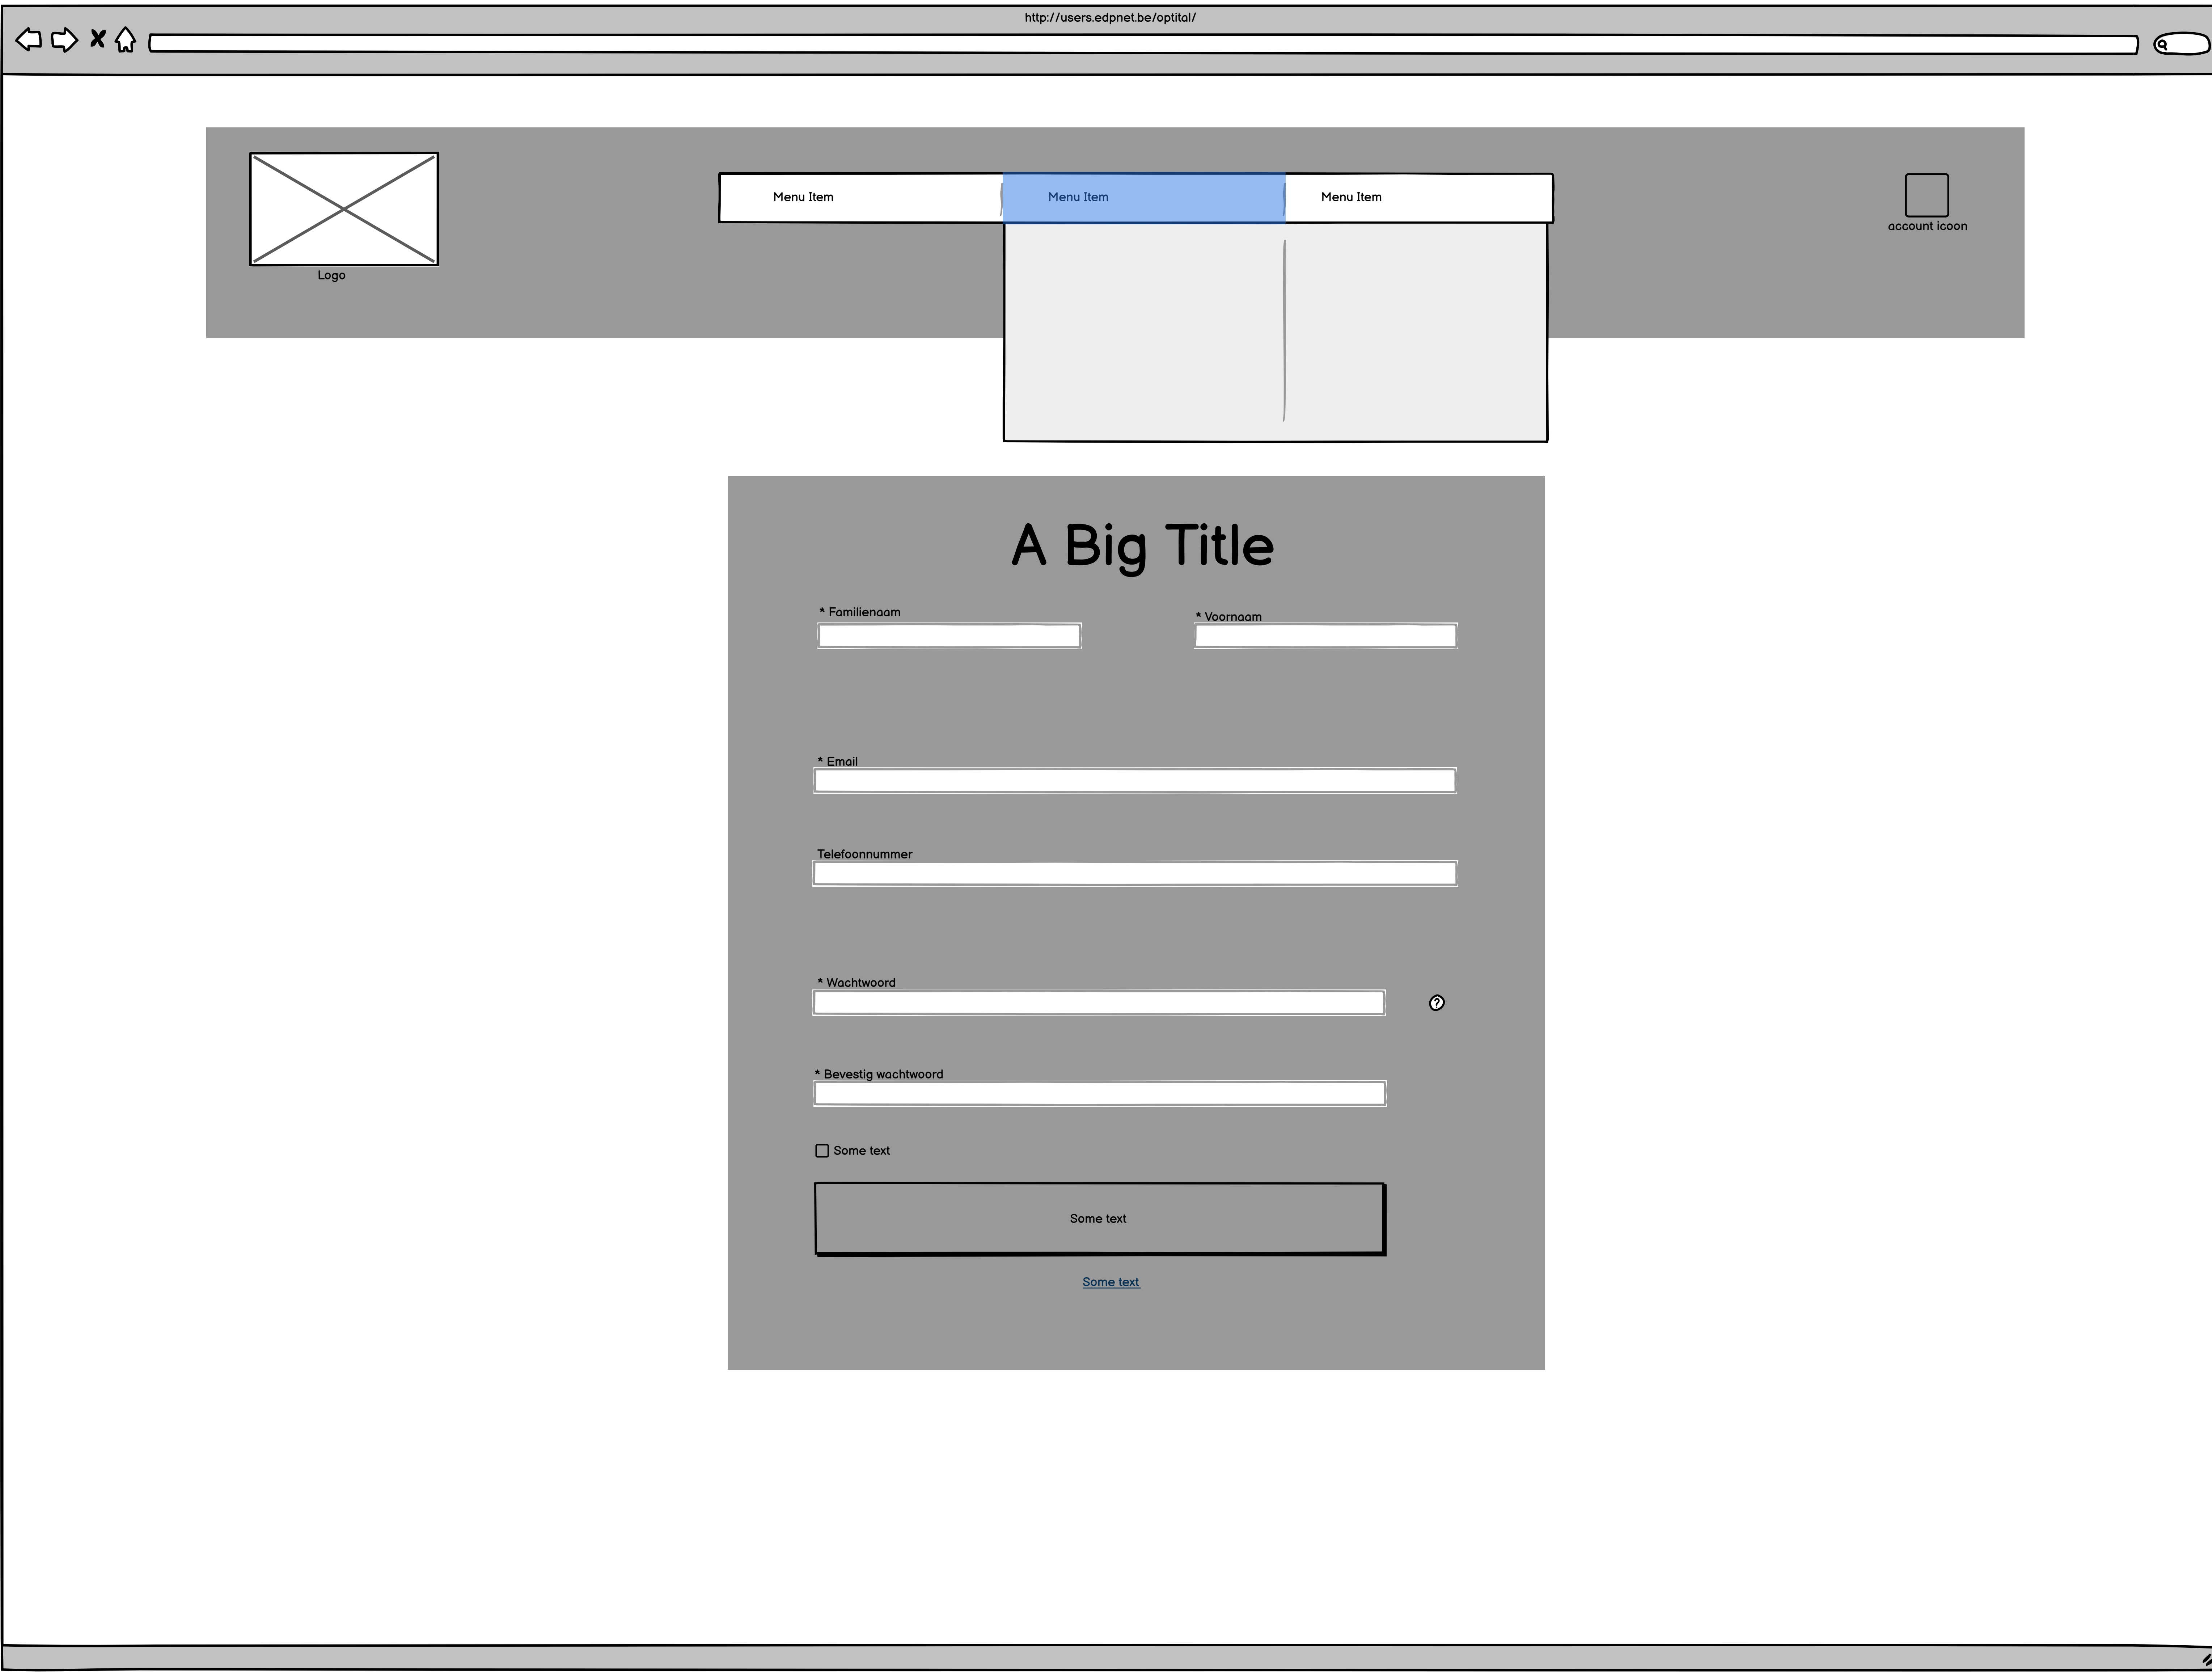 http://users.edpnet.be/optital/
Menu Item
Menu Item
Menu Item
account icoon
Logo
A Big Title
* Familienaam
* Voornaam
* Email
Telefoonnummer
* Wachtwoord
?
* Bevestig wachtwoord
Some text
Some text
Some text